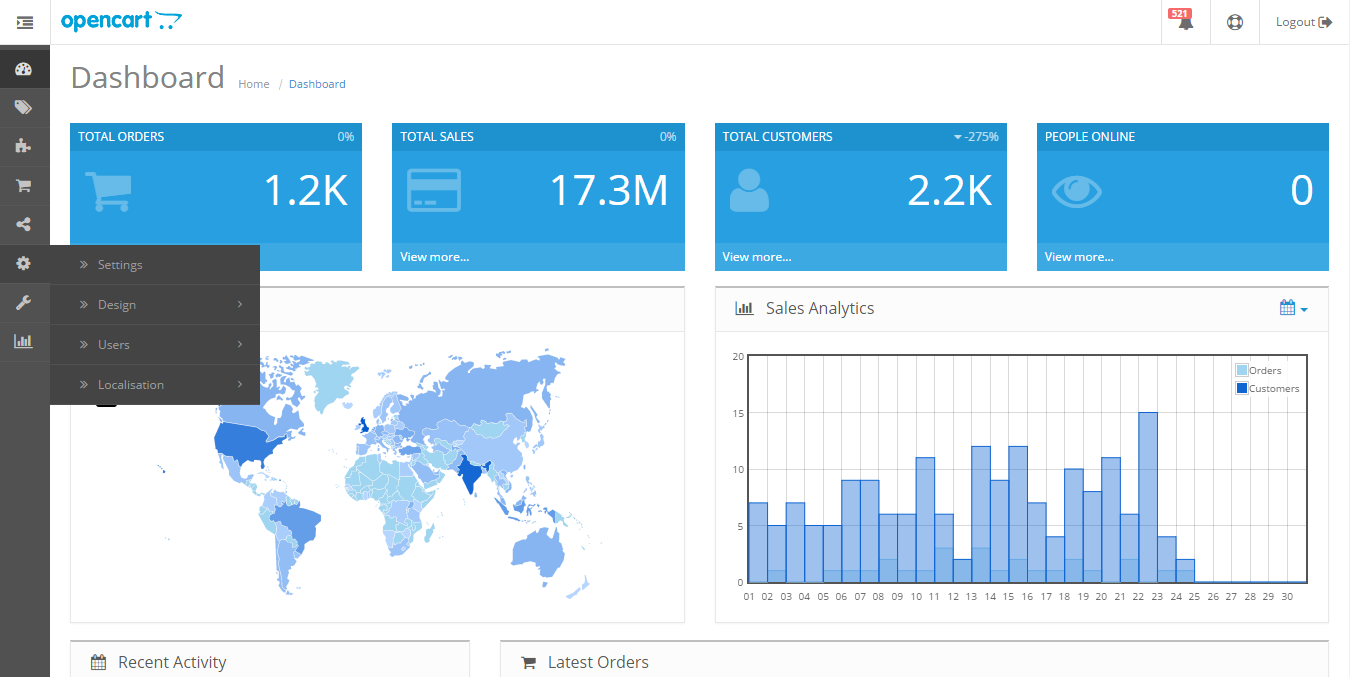 opencart
521
Logout
Dashboard
Home / Dashboard
TOTAL ORDERS 0%
1.2K
TOTAL SALES 0%
17.3M
View more...
TOTAL CUSTOMERS -275%
2.2K
View more...
PEOPLE ONLINE
0
View more...
Settings
Design
Users
Localisation
Sales Analytics
Orders
Customers
20
15
10
5
0
01 02 03 04 05 06 07 08 09 10 11 12 13 14 15 16 17 18 19 20 21 22 23 24 25 26 27 28 29 30
Recent Activity
Latest Orders